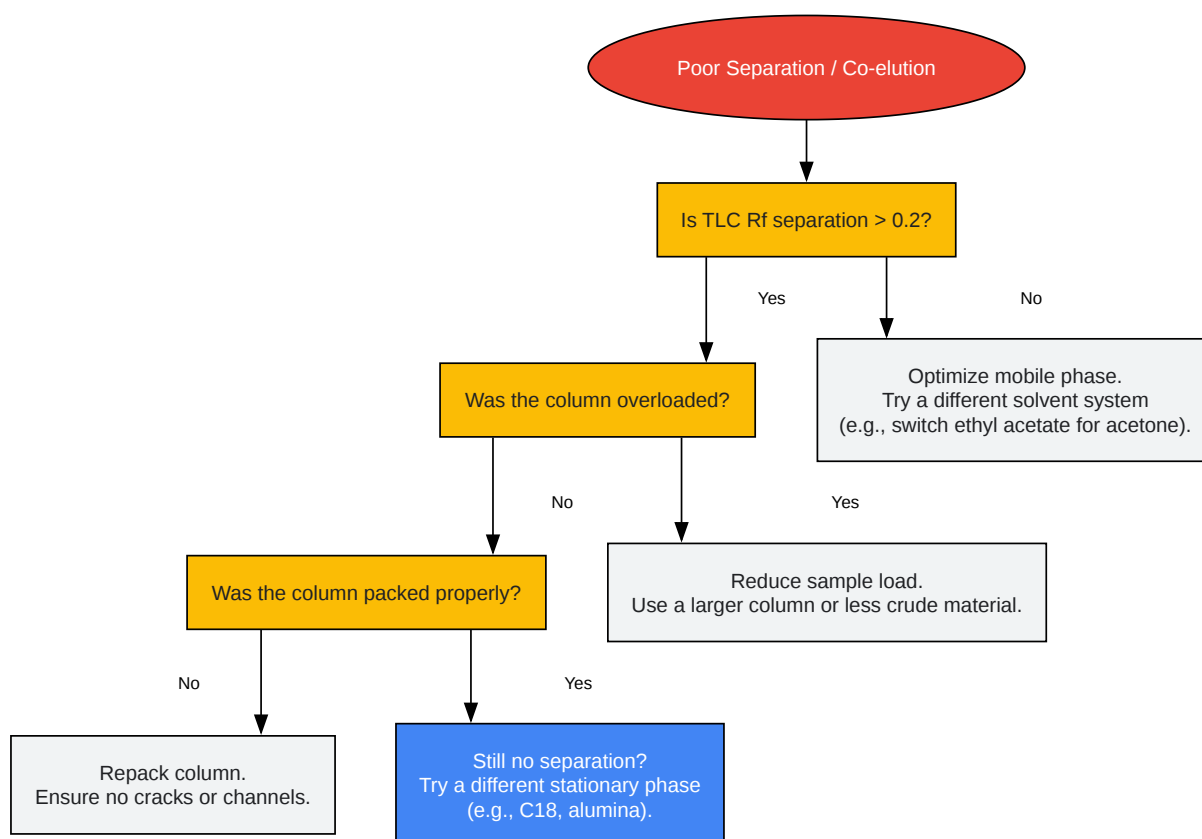 Poor Separation / Co-elution
Is TLC Rf separation > 0.2?
Yes
No
Optimize mobile phase.
Try a different solvent system
(e.g., switch ethyl acetate for acetone).
Was the column overloaded?
No
Yes
Reduce sample load.
Use a larger column or less crude material.
Was the column packed properly?
No
Yes
Repack column.
Ensure no cracks or channels.
Still no separation?
Try a different stationary phase
(e.g., C18, alumina).